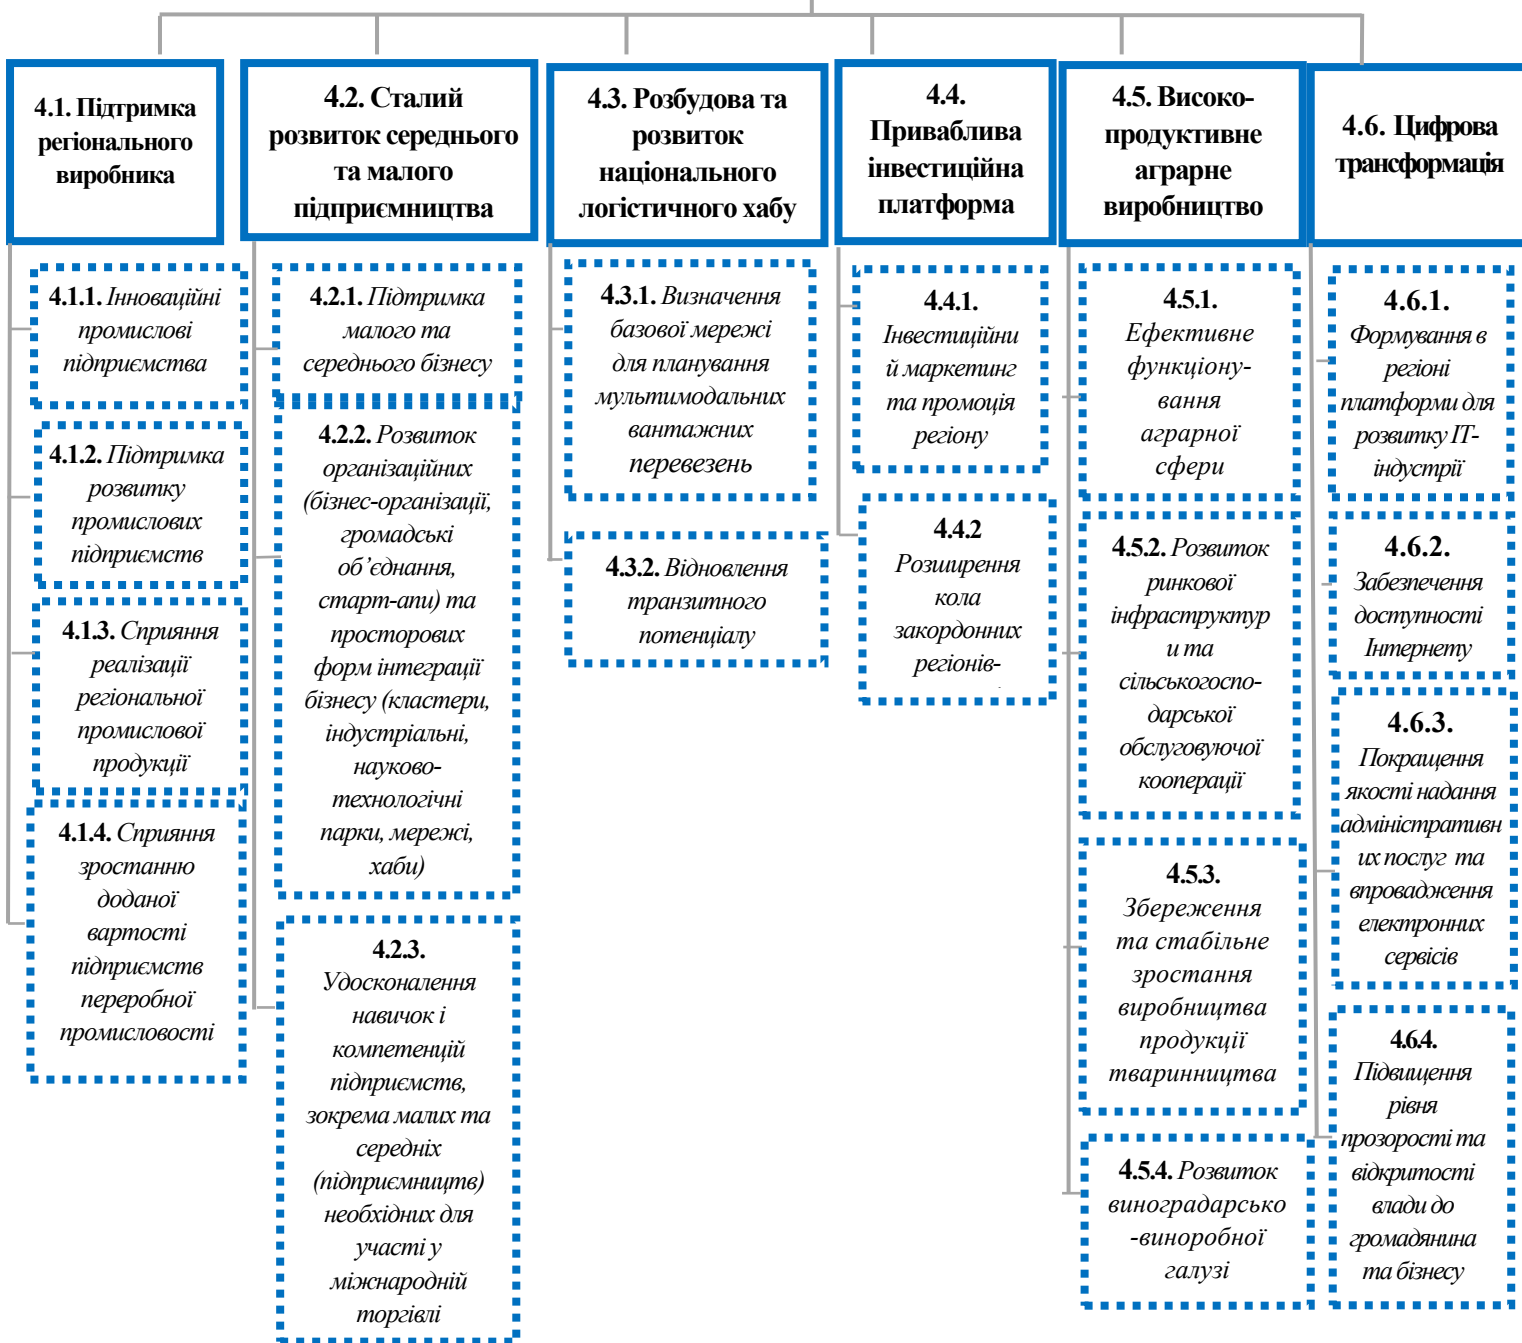 4.1. Підтримка
регіонального
виробника
4.2. Сталий
розвиток середнього
та малого
підприємництва
4.3. Розбудова та
розвиток
національного
логістичного хабу
4.4.
Приваблива
інвестиційна
платформа
4.5. Високо-
продуктивне
аграрне
виробництво
4.6. Цифрова
трансформація
4.1.1. Інноваційні
промислові
підприємства
4.1.2. Підтримка
розвитку
промислових
підприємств
4.1.3. Сприяння
реалізації
регіональної
промислової
продукції
4.1.4. Сприяння
зростанню
доданої
вартості
підприємств
переробної
промисловості
4.2.1. Підтримка
малого та
середнього бізнесу
4.2.2. Розвиток
організаційних
(бізнес-організації,
громадські
об’єднання,
старт-апи) та
просторових
форм інтеграції
бізнесу (кластери,
індустріальні,
науково-
технологічні
парки, мережі,
хаби)
4.2.3.
Удосконалення
навичок і
компетенцій
підприємств,
зокрема малих та
середніх
(підприємництв)
необхідних для
участі у
міжнародній
торгівлі
4.3.1. Визначення
базової мережі
для планування
мультимодальних
вантажних
перевезень
4.3.2. Відновлення
транзитного
потенціалу
4.4.1.
Інвестиційни
й маркетинг
та промоція
регіону
4.4.2
Розширення
кола
закордонних
регіонів-
4.5.1.
Ефективне
функціону-
вання
аграрної
сфери
4.5.2. Розвиток
ринкової
інфраструктур
и та
сільськогоспо-
дарської
обслуговуючої
кооперації
4.5.3.
Збереження
та стабільне
зростання
виробництва
продукції
тваринництва
4.5.4. Розвиток
виноградарсько
-виноробної
галузі
4.6.1.
Формування в
регіоні
платформи для
розвитку ІТ-
індустрії
4.6.2.
Забезпечення
доступності
Інтернету
4.6.3.
Покращення
якості надання
адміністративн
их послуг та
впровадження
електронних
сервісів
4.6.4.
Підвищення
рівня
прозорості та
відкритості
влади до
громадянина
та бізнесу